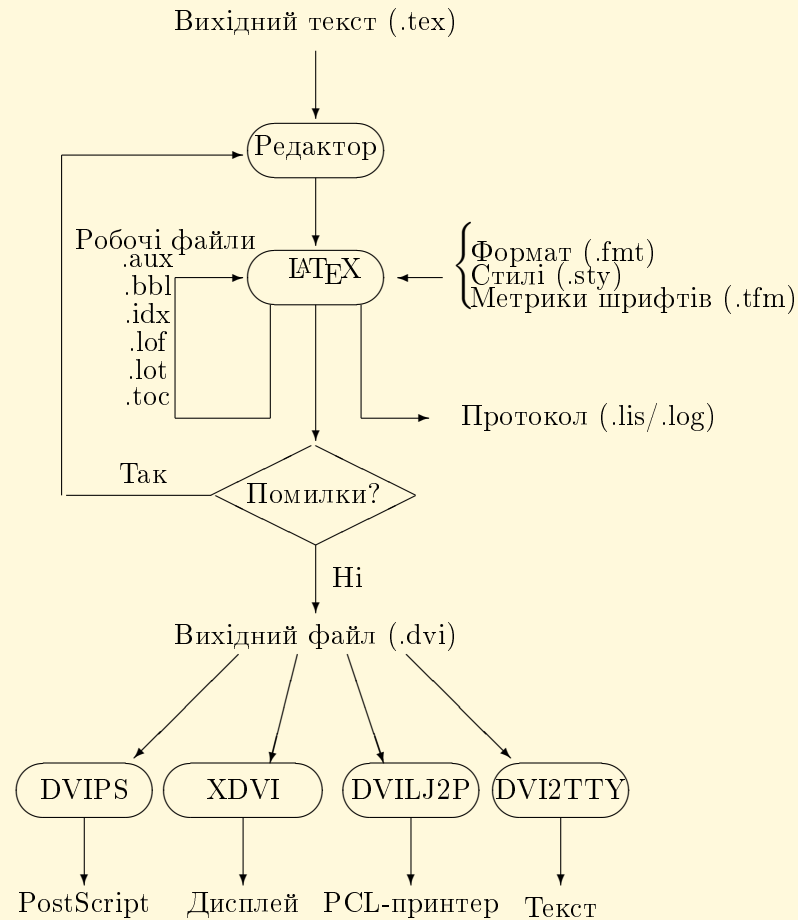 Вихідний текст (.tex)
Редактор
Робочі файли
.aux
.bbl
.idx
.lof
.lot
.toc
LATEX
Формат (.fmt)
Стилі (.sty)
Метрики шрифтів (.tfm)
Протокол (.lis/.log)
Так
Помилки?
Ні
Вихідний файл (.dvi)
DVIPS
XDVI
DVILJ2P
DVI2TTY
PostScript
Дисплей
PCL-принтер
Текст